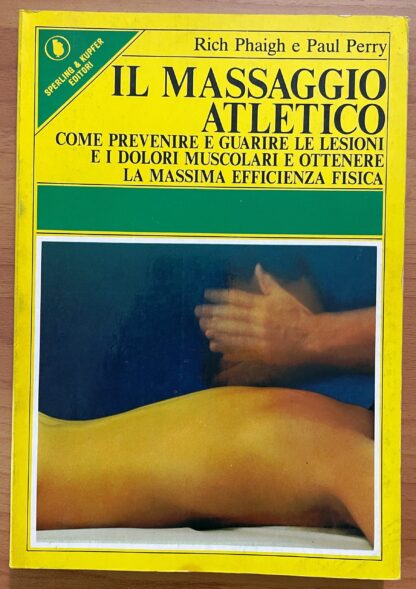 SPERLING & KUPFER
EDITORI
Rich Phaigh e Paul Perry
IL MASSAGGIO
ATLETICO
COME PREVENIRE E GUARIRE LE LESIONI
E I DOLORI MUSCOLARI E OTTENERE
LA MASSIMA EFFICIENZA FISICA